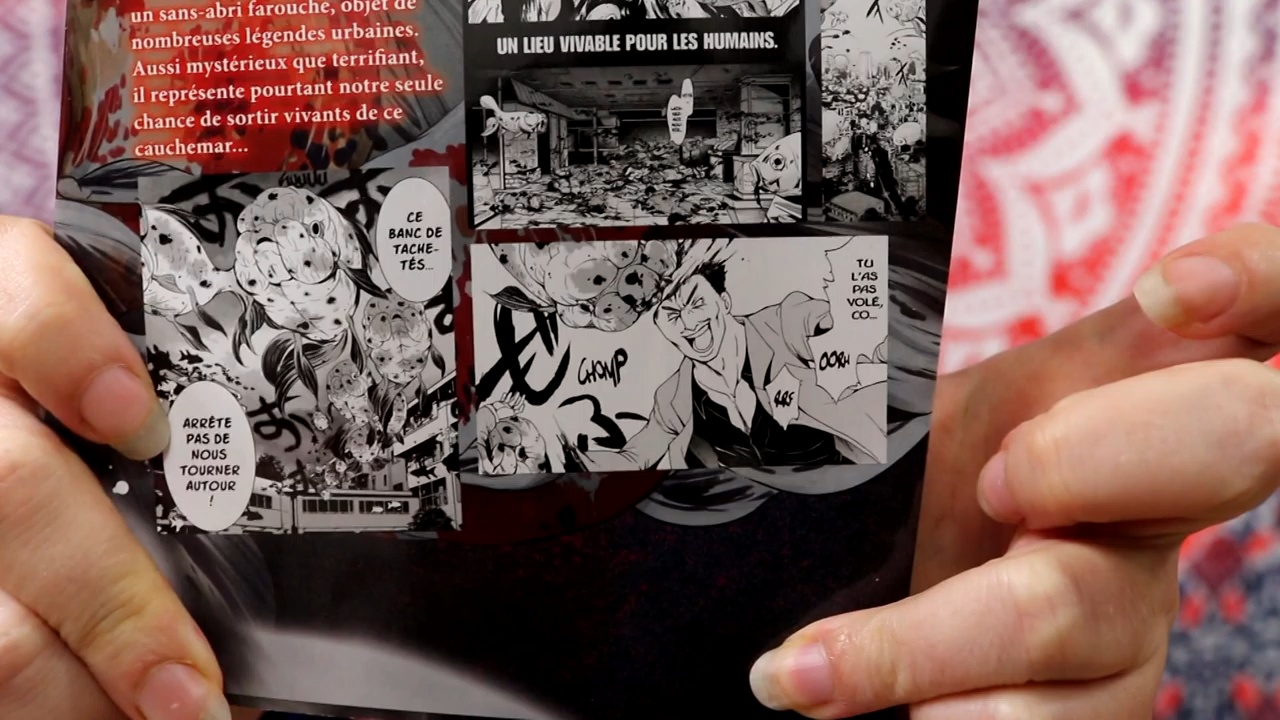 un sans-abri farouche, objet de
nombreuses légendes urbaines.
Aussi mystérieux que terrifiant,
il représente pourtant notre seule
chance de sortir vivants de ce
cauchemar...
UN LIEU VIVABLE POUR LES HUMAINS.
CE
BANC DE
TACHE-
TÉS...
ARRÊTE
PAS DE
NOUS
TOURNER
AUTOUR
!
TU
L'AS
PAS
VOLÉ,
CO...
CHOMP
OORH